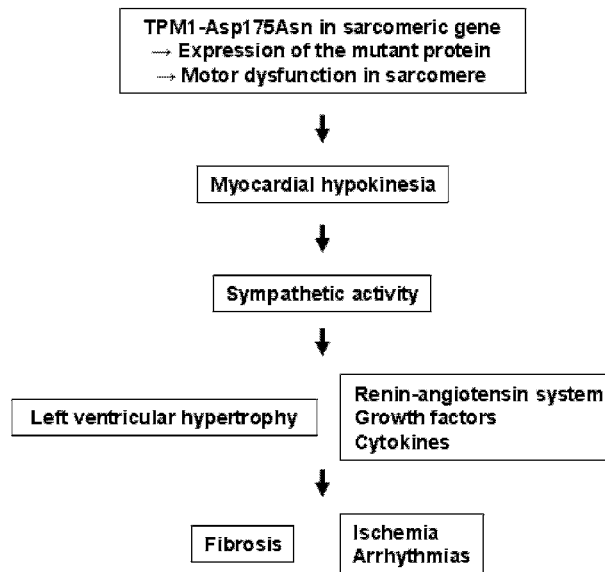 TPM1-Asp175Asn in sarcomeric gene
→ Expression of the mutant protein
→ Motor dysfunction in sarcomere
Myocardial hypokinesia
Sympathetic activity
Left ventricular hypertrophy
Renin-angiotensin system
Growth factors
Cytokines
Fibrosis
Ischemia
Arrhythmias